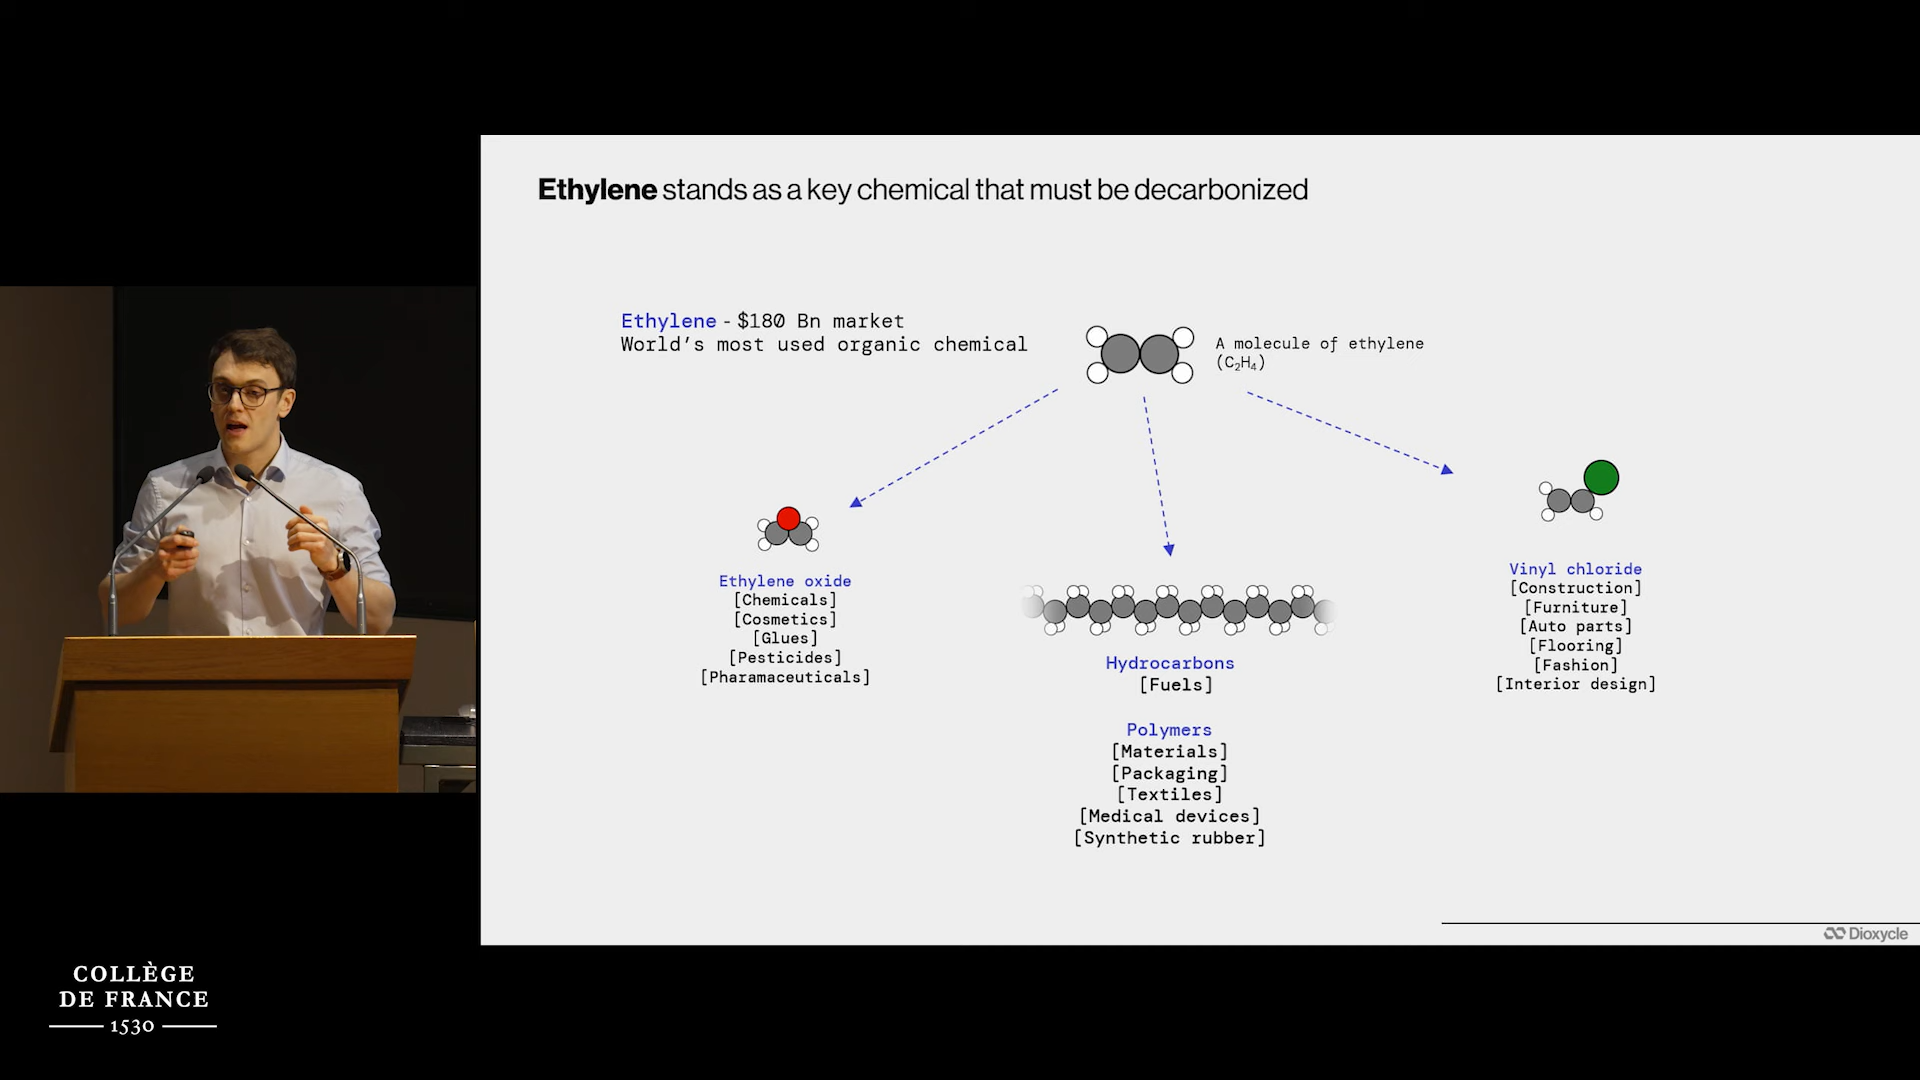 Ethylene stands as a key chemical that must be decarbonized
Ethylene - $180 Bn market
World's most used organic chemical
A molecule of ethylene
(C₂H₄)
Ethylene oxide
[Chemicals]
[Cosmetics]
[Glues]
[Pesticides]
[Pharamaceuticals]
Hydrocarbons
[Fuels]
Polymers
[Materials]
[Packaging]
[Textiles]
[Medical devices]
[Synthetic rubber]
Vinyl chloride
[Construction]
[Furniture]
[Auto parts]
[Flooring]
[Fashion]
[Interior design]
Dioxycle
COLLÈGE
DE FRANCE
1530